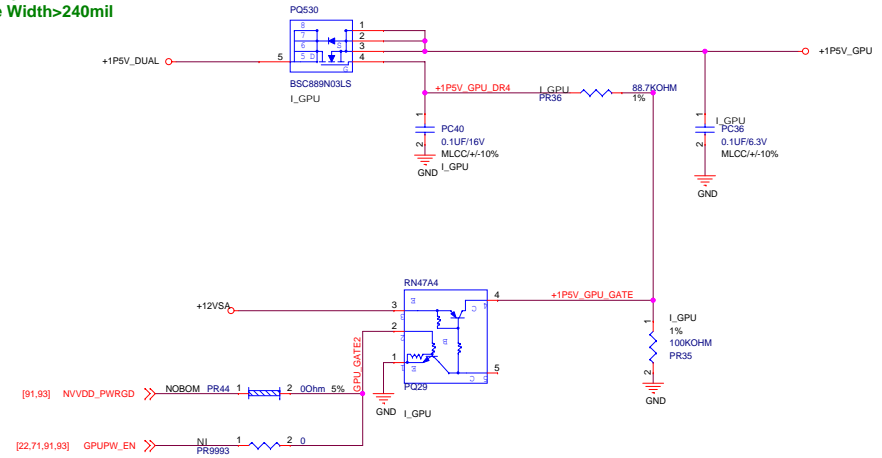 e Width>240mil
PQ530
8
1
7
2
6
S
3
5
D
4
G
+1P5V_DUAL
5
+1P5V_GPU
BSC889N03LS
I_GPU
+1P5V_GPU_DR4
I_GPU
88.7KOHM
PR36
1%
1
PC40
0.1UF/16V
2
MLCC/+/-10%
I_GPU
GND
1
I_GPU
PC36
0.1UF/6.3V
2
MLCC/+/-10%
GND
RN47A4
+12VSA
3
4
+1P5V_GPU_GATE
2
1
5
GPU_GATE2
PQ29
GND
I_GPU
1
I_GPU
1%
100KOHM
2
PR35
GND
[91,93] NVVDD_PWRGD
NOBOM PR44 1 2 0Ohm 5%
[22,71,91,93] GPUPW_EN
NI
1 2 0
PR9993